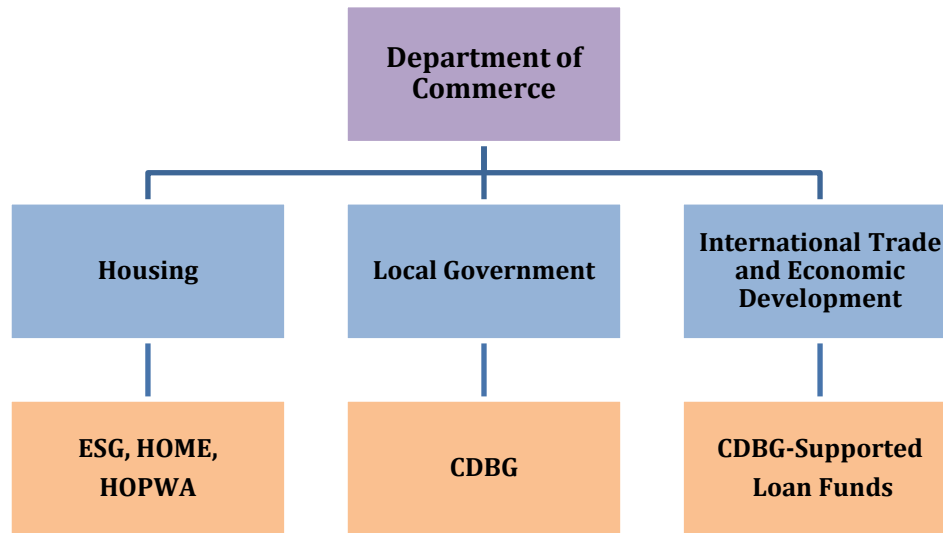 Department of
Commerce
Housing
Local Government
International Trade
and Economic
Development
ESG, HOME,
HOPWA
CDBG
CDBG-Supported
Loan Funds